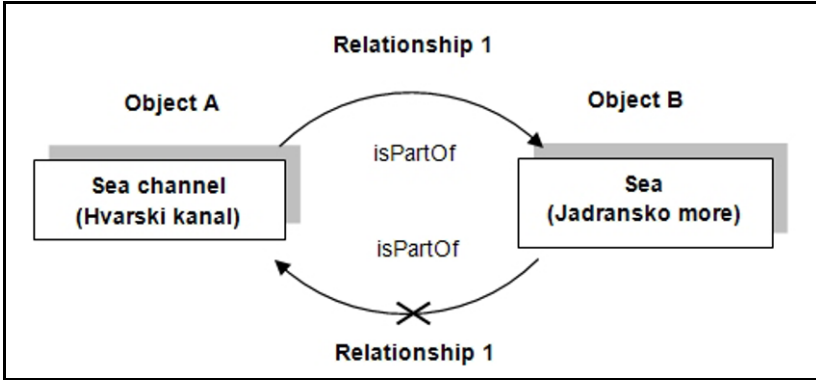 Relationship 1
Object A
Object B
isPartOf
Sea channel
(Hvarski kanal)
Sea
(Jadransko more)
isPartOf
Relationship 1